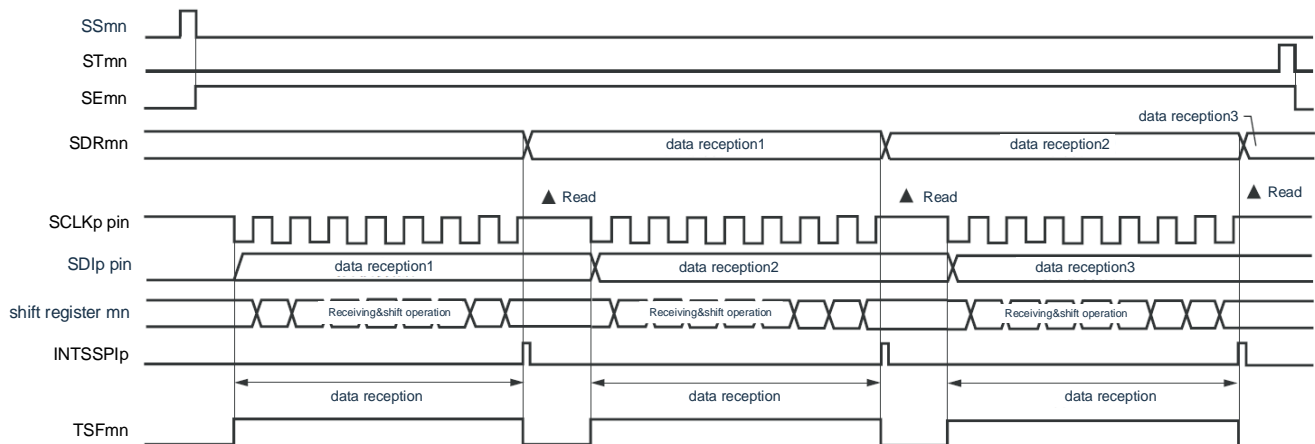 SSmn
STmn
SEmn
data reception3
SDRmn
data reception1
data reception2
▲ Read
▲ Read
▲ Read
SCLKp pin
SDIp pin
data reception1
data reception2
data reception3
shift register mn
Receiving&shift operation
Receiving&shift operation
Receiving&shift operation
INTSSPIp
data reception
data reception
data reception
TSFmn